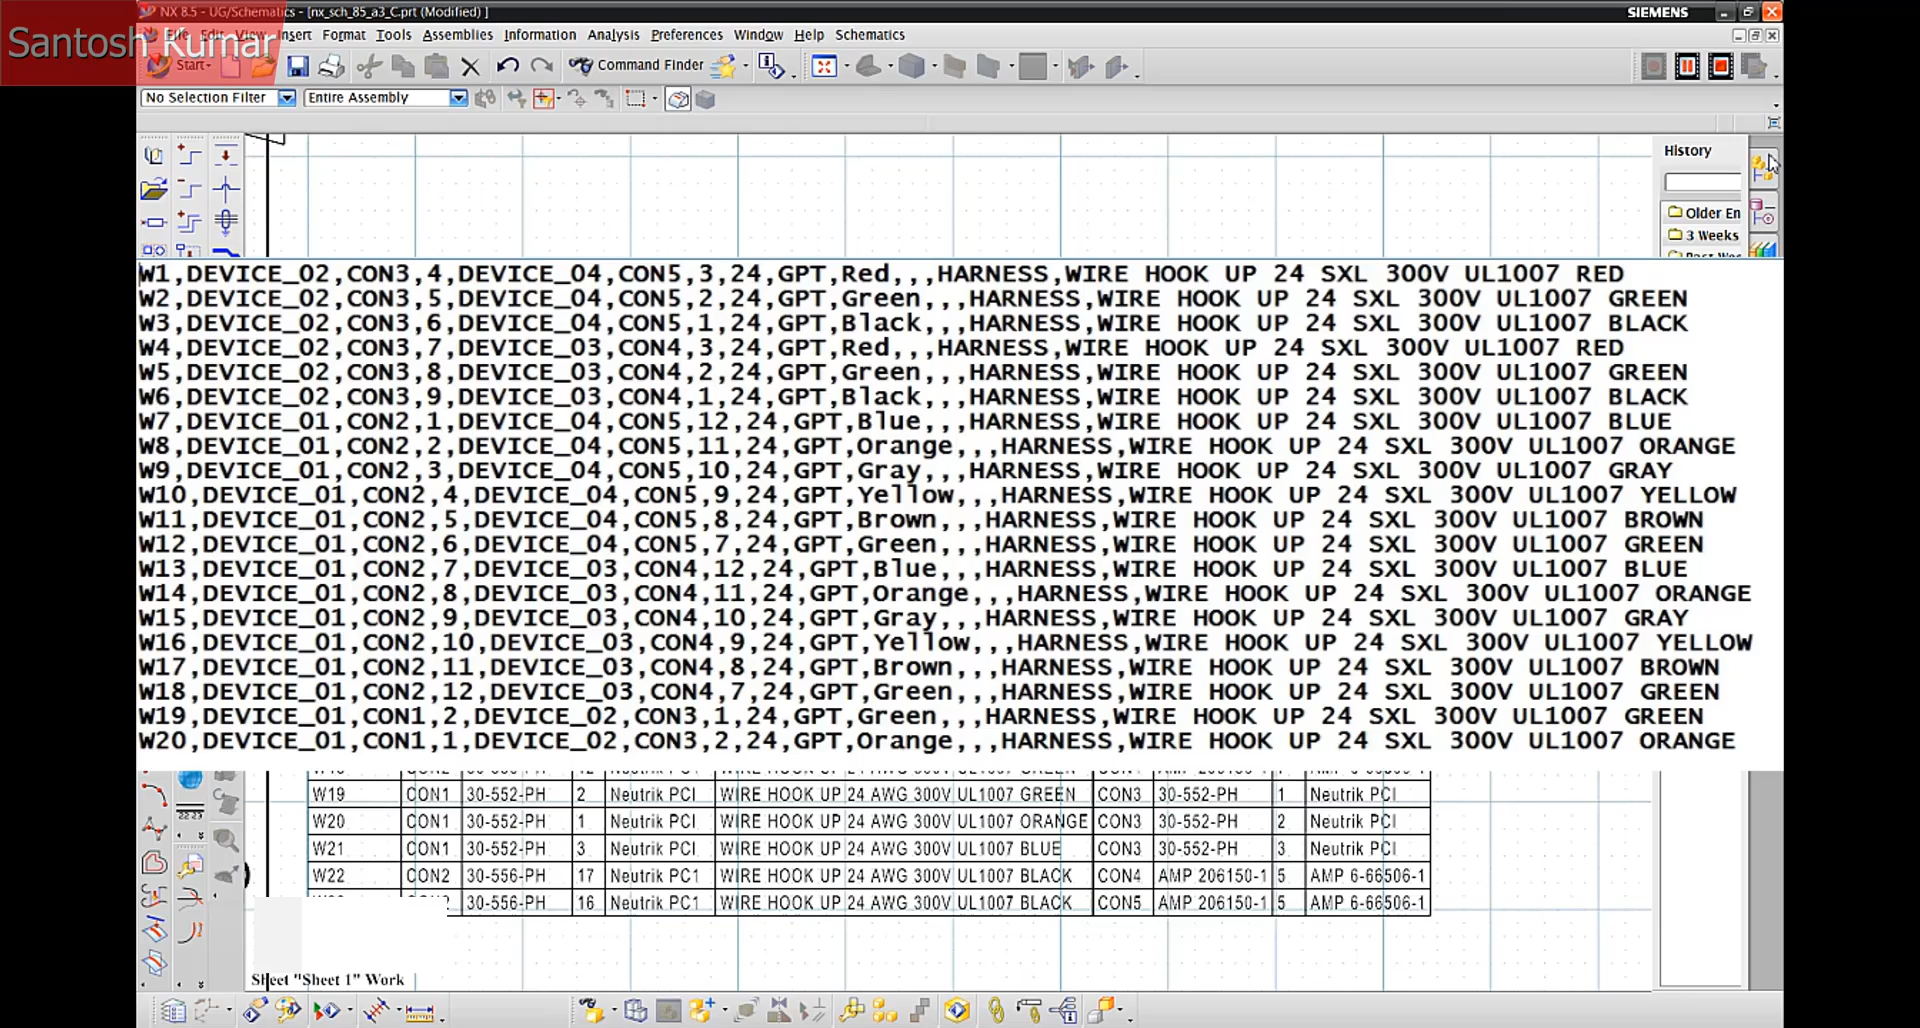 NX 8.5 - UG/Schematics - [nx_sch_85_a3_C.prt (Modified) ]
SIEMENS
Santosh Kumar
File Edit View Insert Format Tools Assemblies Information Analysis Preferences Window Help Schematics
Start
Command Finder
No Selection Filter
Entire Assembly
History
Older En
3 Weeks
W1,DEVICE_02,CON3,4,DEVICE_04,CON5,3,24,GPT,Red,,,HARNESS,WIRE HOOK UP 24 SXL 300V UL1007 RED
W2,DEVICE_02,CON3,5,DEVICE_04,CON5,2,24,GPT,Green,,,HARNESS,WIRE HOOK UP 24 SXL 300V UL1007 GREEN
W3,DEVICE_02,CON3,6,DEVICE_04,CON5,1,24,GPT,Black,,,HARNESS,WIRE HOOK UP 24 SXL 300V UL1007 BLACK
W4,DEVICE_02,CON3,7,DEVICE_03,CON4,3,24,GPT,Red,,,HARNESS,WIRE HOOK UP 24 SXL 300V UL1007 RED
W5,DEVICE_02,CON3,8,DEVICE_03,CON4,2,24,GPT,Green,,,HARNESS,WIRE HOOK UP 24 SXL 300V UL1007 GREEN
W6,DEVICE_02,CON3,9,DEVICE_03,CON4,1,24,GPT,Black,,,HARNESS,WIRE HOOK UP 24 SXL 300V UL1007 BLACK
W7,DEVICE_01,CON2,1,DEVICE_04,CON5,12,24,GPT,Blue,,,HARNESS,WIRE HOOK UP 24 SXL 300V UL1007 BLUE
W8,DEVICE_01,CON2,2,DEVICE_04,CON5,11,24,GPT,Orange,,,HARNESS,WIRE HOOK UP 24 SXL 300V UL1007 ORANGE
W9,DEVICE_01,CON2,3,DEVICE_04,CON5,10,24,GPT,Gray,,,HARNESS,WIRE HOOK UP 24 SXL 300V UL1007 GRAY
W10,DEVICE_01,CON2,4,DEVICE_04,CON5,9,24,GPT,Yellow,,,HARNESS,WIRE HOOK UP 24 SXL 300V UL1007 YELLOW
W11,DEVICE_01,CON2,5,DEVICE_04,CON5,8,24,GPT,Brown,,,HARNESS,WIRE HOOK UP 24 SXL 300V UL1007 BROWN
W12,DEVICE_01,CON2,6,DEVICE_04,CON5,7,24,GPT,Green,,,HARNESS,WIRE HOOK UP 24 SXL 300V UL1007 GREEN
W13,DEVICE_01,CON2,7,DEVICE_03,CON4,12,24,GPT,Blue,,,HARNESS,WIRE HOOK UP 24 SXL 300V UL1007 BLUE
W14,DEVICE_01,CON2,8,DEVICE_03,CON4,11,24,GPT,Orange,,,HARNESS,WIRE HOOK UP 24 SXL 300V UL1007 ORANGE
W15,DEVICE_01,CON2,9,DEVICE_03,CON4,10,24,GPT,Gray,,,HARNESS,WIRE HOOK UP 24 SXL 300V UL1007 GRAY
W16,DEVICE_01,CON2,10,DEVICE_03,CON4,9,24,GPT,Yellow,,,HARNESS,WIRE HOOK UP 24 SXL 300V UL1007 YELLOW
W17,DEVICE_01,CON2,11,DEVICE_03,CON4,8,24,GPT,Brown,,,HARNESS,WIRE HOOK UP 24 SXL 300V UL1007 BROWN
W18,DEVICE_01,CON2,12,DEVICE_03,CON4,7,24,GPT,Green,,,HARNESS,WIRE HOOK UP 24 SXL 300V UL1007 GREEN
W19,DEVICE_01,CON1,2,DEVICE_02,CON3,1,24,GPT,Green,,,HARNESS,WIRE HOOK UP 24 SXL 300V UL1007 GREEN
W20,DEVICE_01,CON1,1,DEVICE_02,CON3,2,24,GPT,Orange,,,HARNESS,WIRE HOOK UP 24 SXL 300V UL1007 ORANGE
W19 CON1 30-552-PH 2 Neutrik PCI WIRE HOOK UP 24 AWG 300V UL1007 GREEN CON3 30-552-PH 1 Neutrik PCI
W20 CON1 30-552-PH 1 Neutrik PCI WIRE HOOK UP 24 AWG 300V UL1007 ORANGE CON3 30-552-PH 2 Neutrik PCI
W21 CON1 30-552-PH 3 Neutrik PCI WIRE HOOK UP 24 AWG 300V UL1007 BLUE CON3 30-552-PH 3 Neutrik PCI
W22 CON2 30-556-PH 17 Neutrik PC1 WIRE HOOK UP 24 AWG 300V UL1007 BLACK CON4 AMP 206150-1 5 AMP 6-66506-1
30-556-PH 16 Neutrik PC1 WIRE HOOK UP 24 AWG 300V UL1007 BLACK CON5 AMP 206150-1 5 AMP 6-66506-1
Sheet "Sheet 1" Work